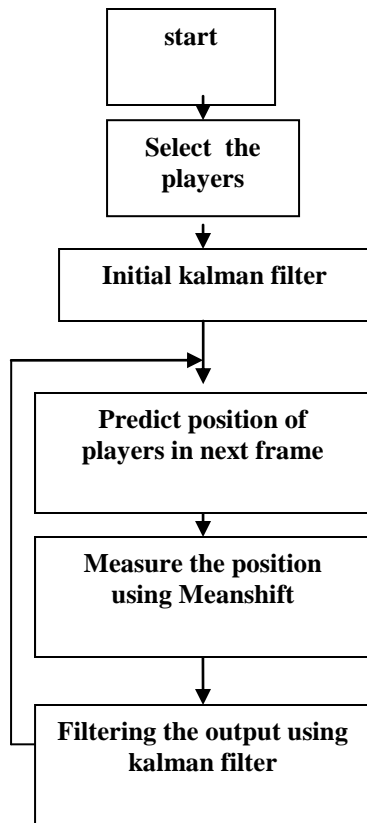 start
Select the
players
Initial kalman filter
Predict position of
players in next frame
Measure the position
using Meanshift
Filtering the output using
kalman filter